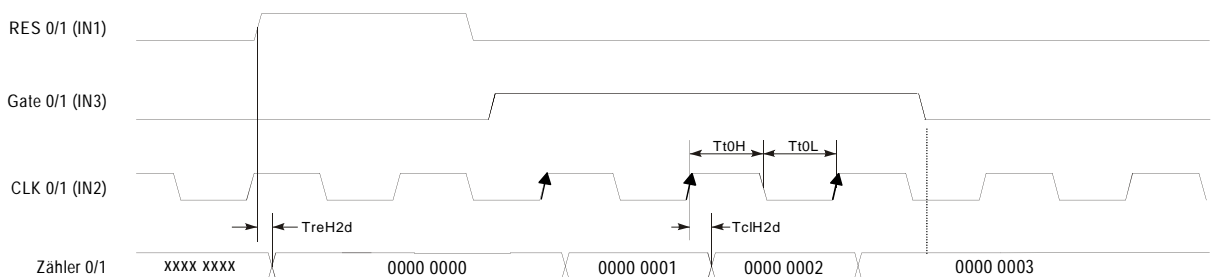 RES 0/1 (IN1)
Gate 0/1 (IN3)
Tt0H Tt0L
CLK 0/1 (IN2)
TreH2d TclH2d
Zähler 0/1 xxxx xxxx 0000 0000 0000 0001 0000 0002 0000 0003